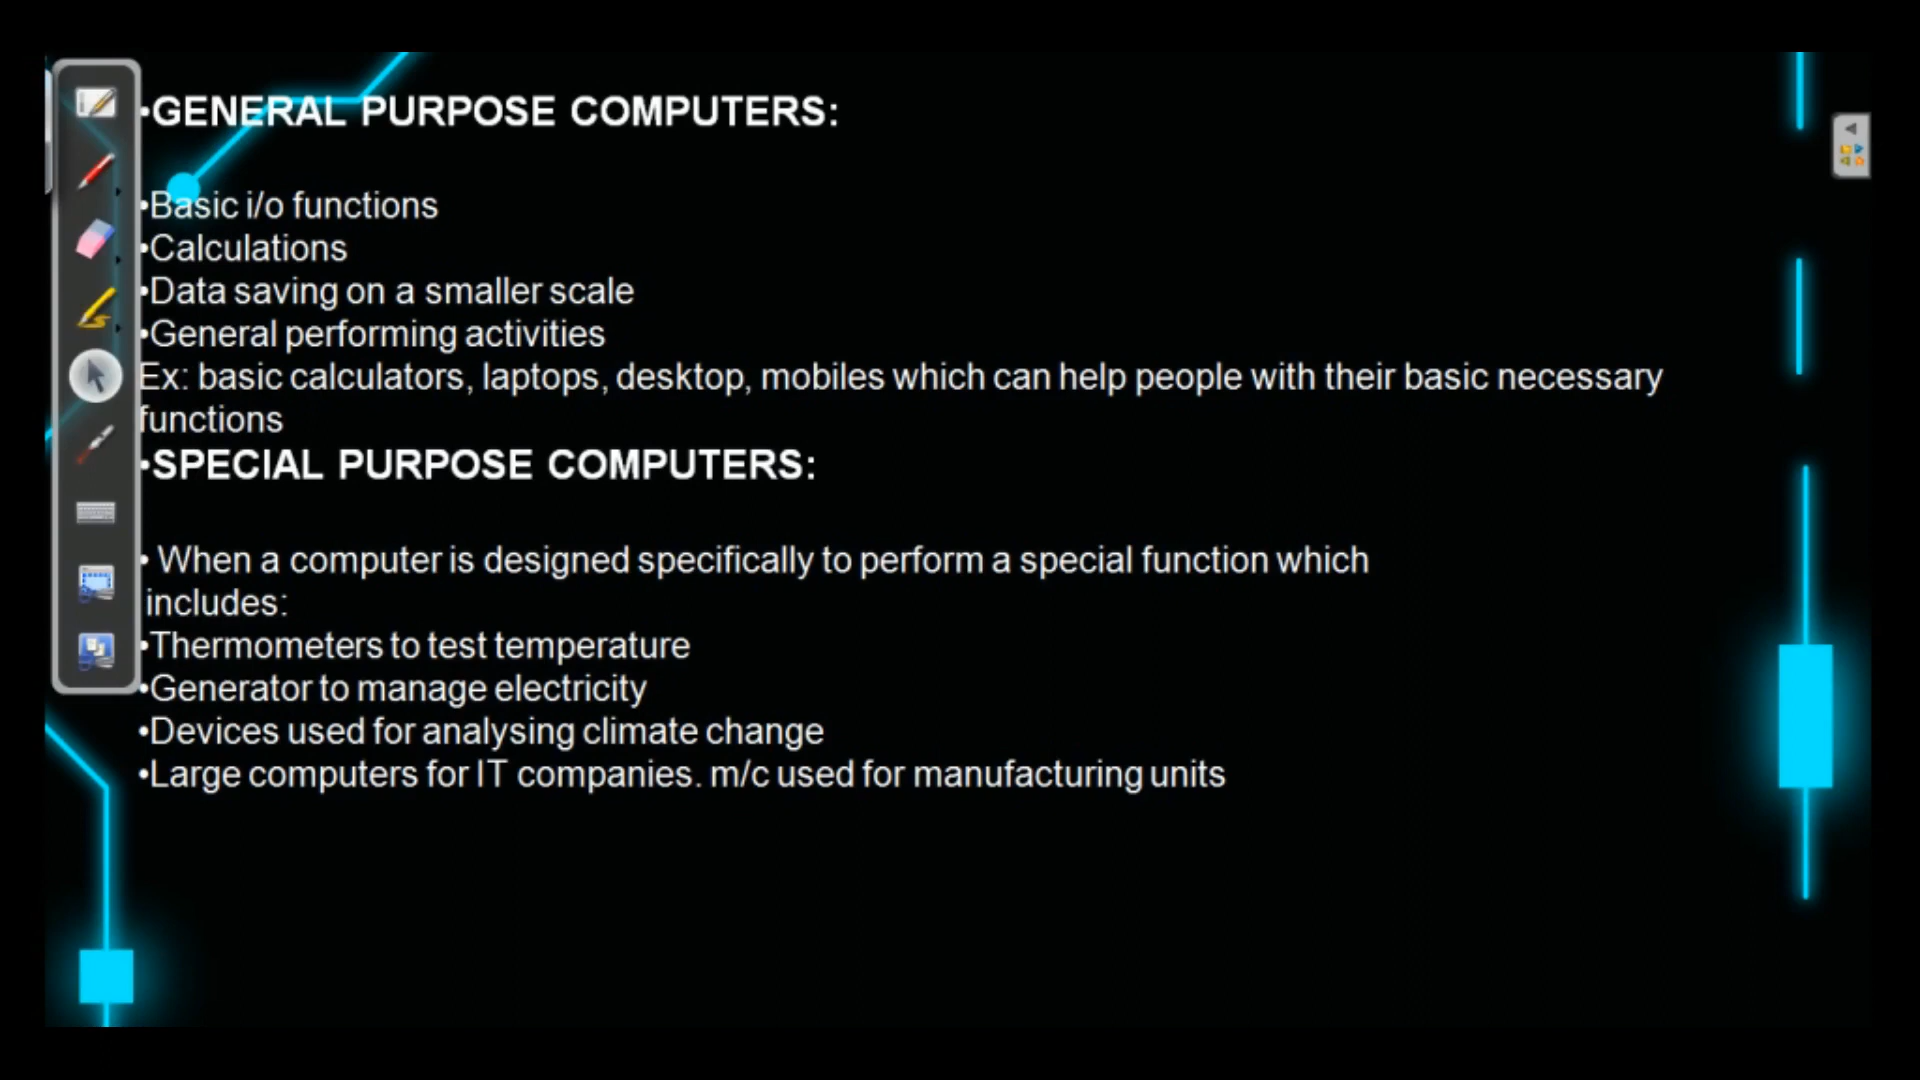 •GENERAL PURPOSE COMPUTERS:
•Basic i/o functions
•Calculations
•Data saving on a smaller scale
•General performing activities
Ex: basic calculators, laptops, desktop, mobiles which can help people with their basic necessary
functions
•SPECIAL PURPOSE COMPUTERS:
• When a computer is designed specifically to perform a special function which
includes:
•Thermometers to test temperature
•Generator to manage electricity
•Devices used for analysing climate change
•Large computers for IT companies. m/c used for manufacturing units